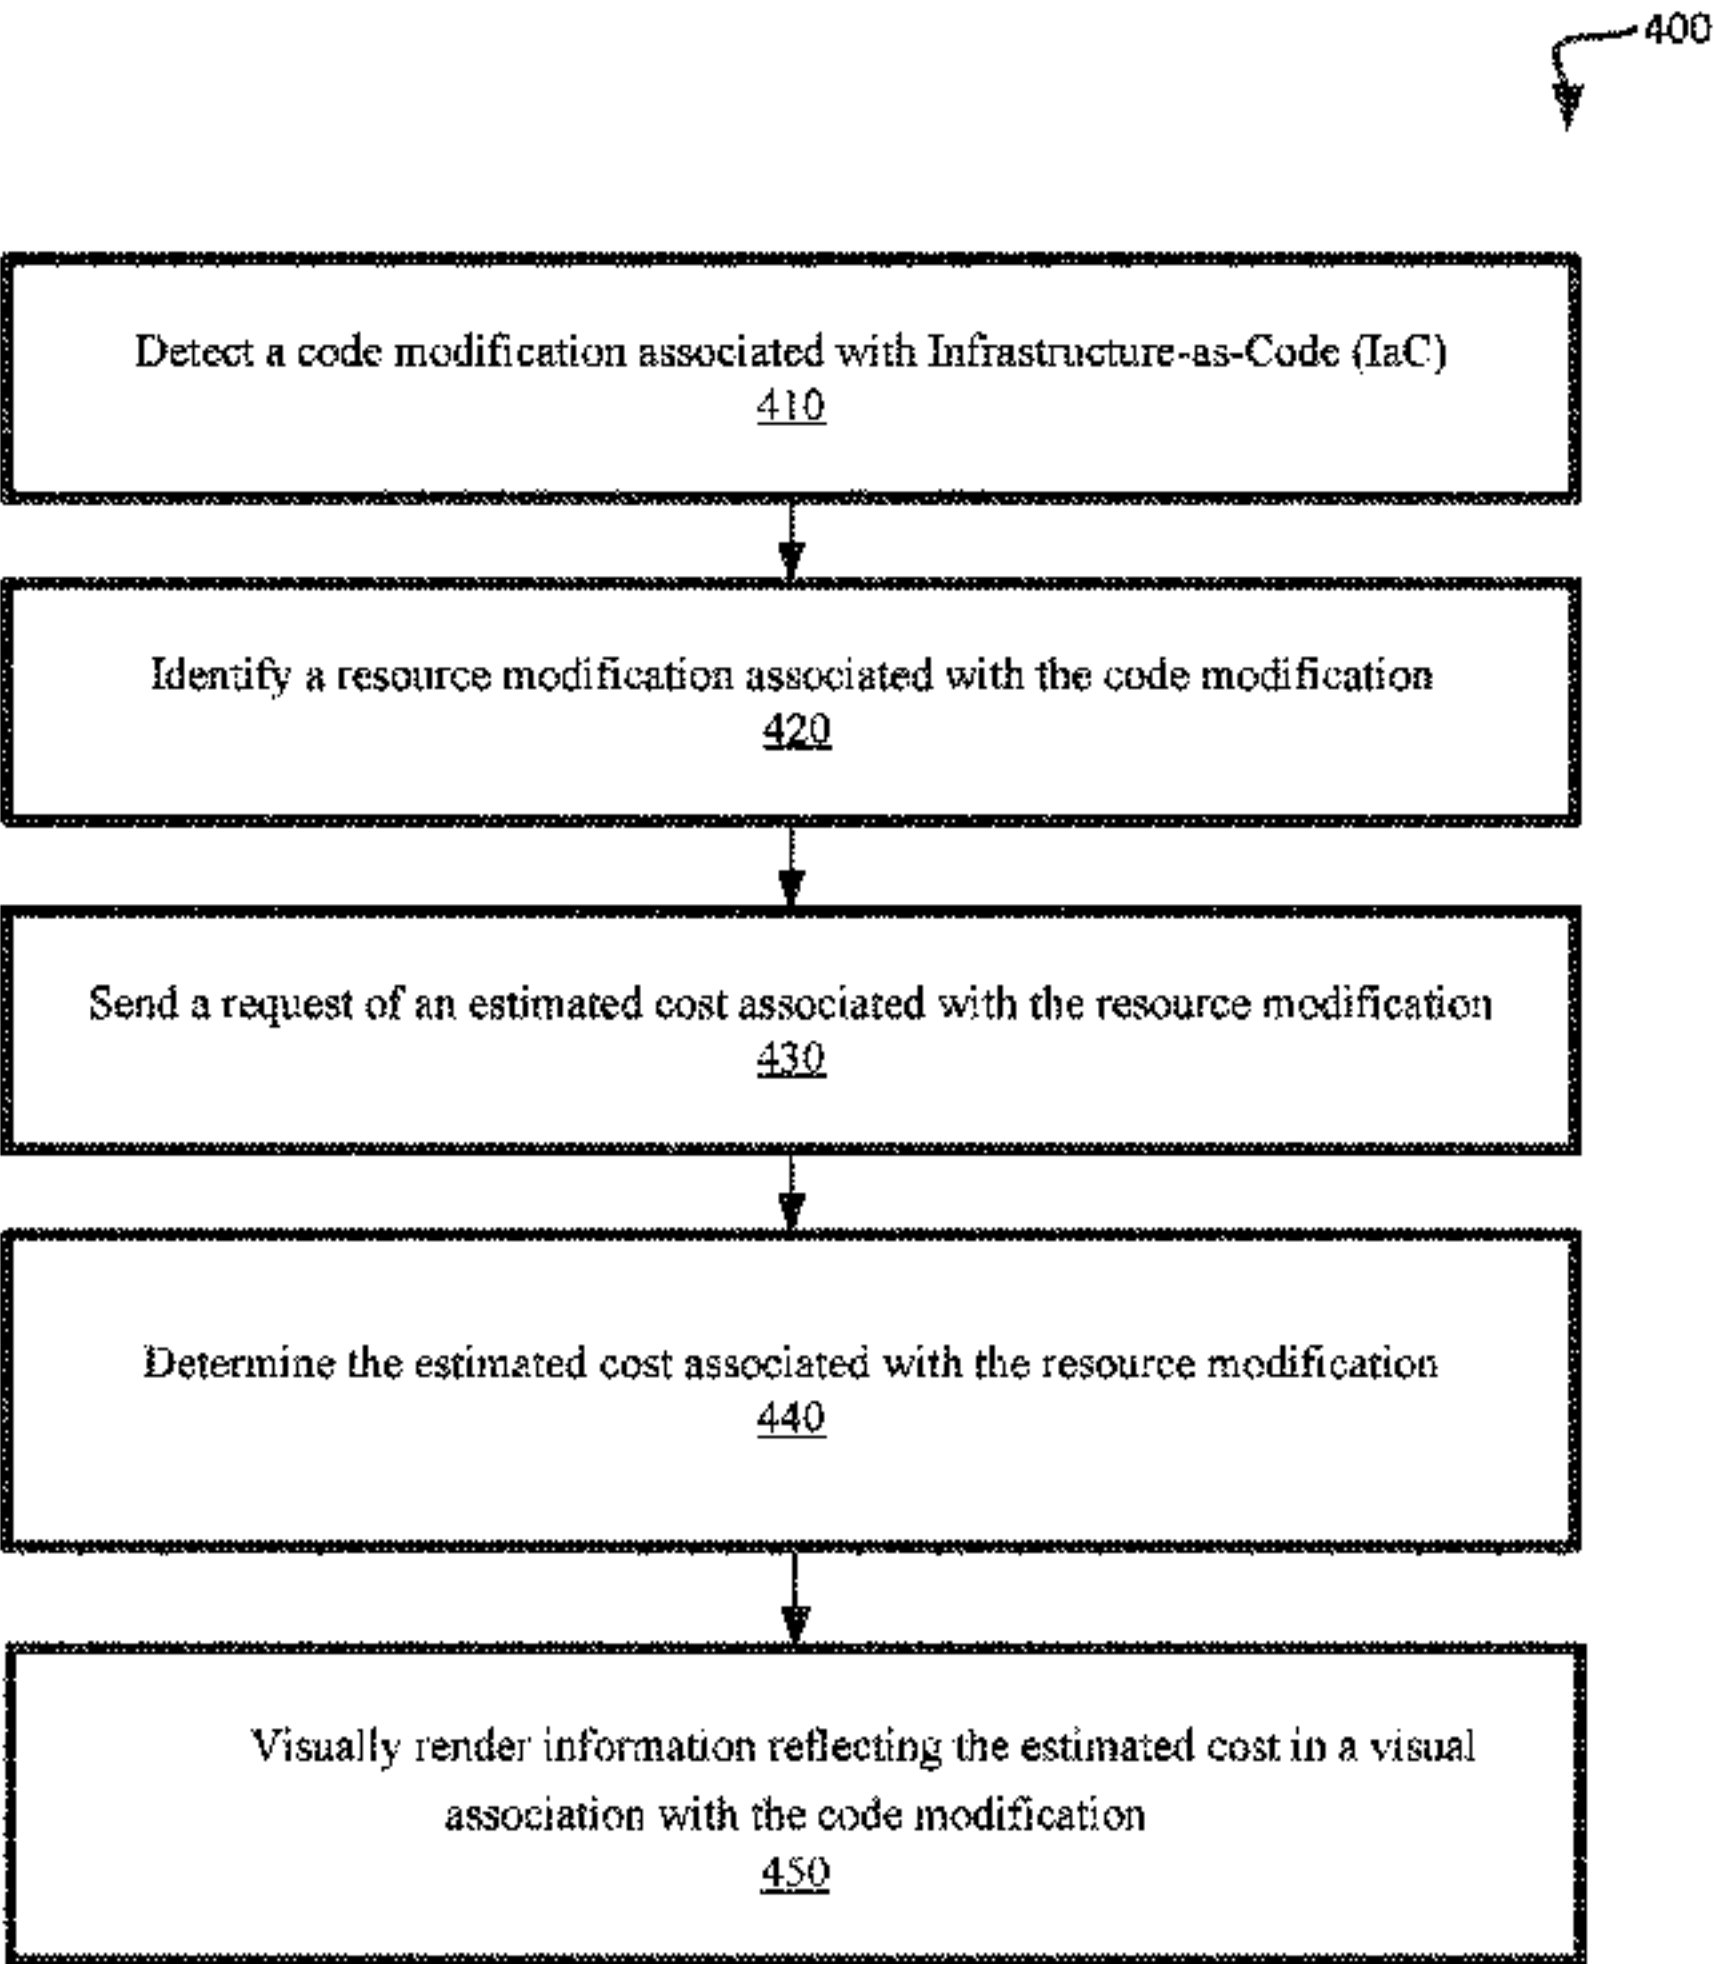 400
Detect a code modification associated with Infrastructure-as-Code (IaC)
410
Identify a resource modification associated with the code modification
420
Send a request of an estimated cost associated with the resource modification
430
Determine the estimated cost associated with the resource modification
440
Visually render information reflecting the estimated cost in a visual
association with the code modification
450